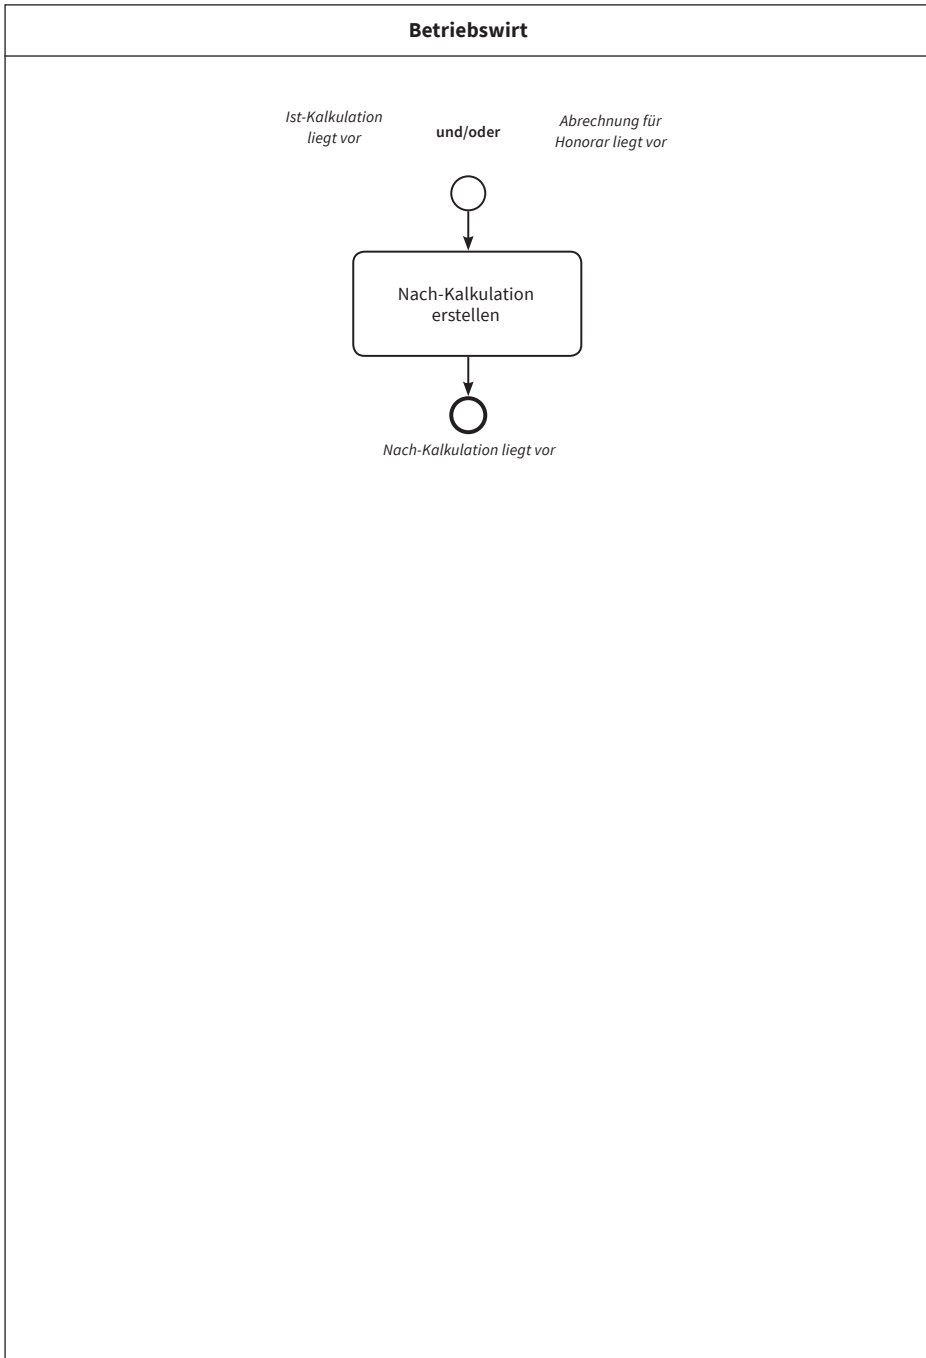 Betriebswirt
Ist-Kalkulation
liegt vor
und/oder
Abrechnung für
Honorar liegt vor
Nach-Kalkulation
erstellen
Nach-Kalkulation liegt vor